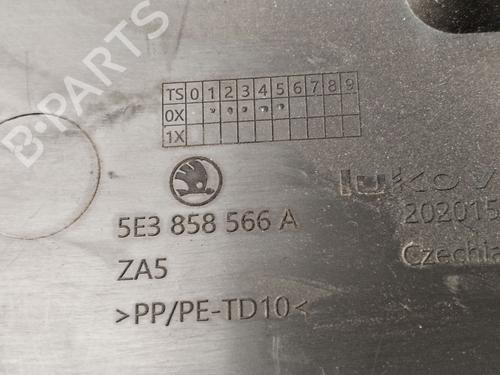 B-PARTS
TS 0 1 2 3 4 5 6 7 8 9
0X
1X
5E3 858 566 A
ZA5
>PP/PE-TD10<
202015
Czechia